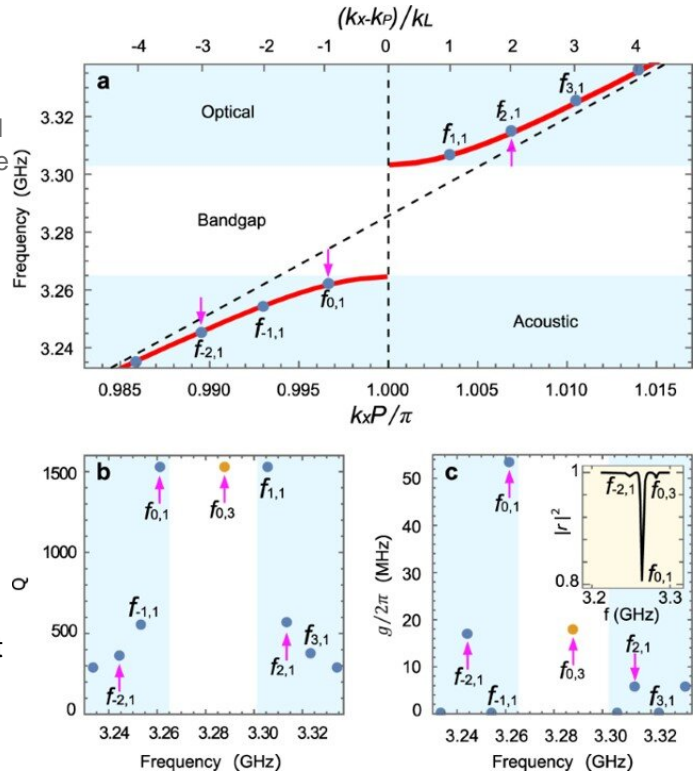 (kx-kP)/kL
-4 -3 -2 -1 0 1 2 3 4
a
Optical
f3,1
f2,1
f1,1
3.32
3.30
3.28
3.26
3.24
Frequency (GHz)
Bandgap
f0,1
f-1,1
f-2,1
Acoustic
0.985 0.990 0.995 1.000 1.005 1.010 1.015
kxP/π
b
1500
1000
500
0
Q
f0,1
f0,3
f1,1
f-1,1
f-2,1
f2,1
f3,1
3.24 3.26 3.28 3.30 3.32
Frequency (GHz)
c
50
40
30
20
10
0
g/2π (MHz)
f0,1
f-2,1
f-1,1
f0,3
f2,1
f3,1
1
0.8
|r|2
f-2,1
f0,3
f0,1
3.2 3.3
f (GHz)
3.24 3.26 3.28 3.30 3.32
Frequency (GHz)